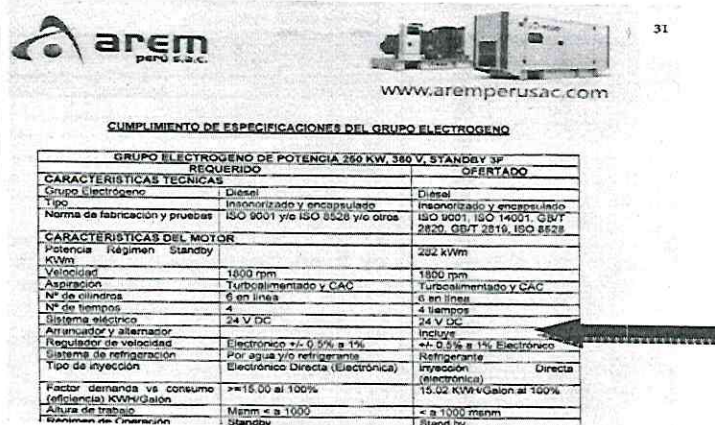 31
arem
perú s.a.c.
www.aremperusac.com
CUMPLIMIENTO DE ESPECIFICACIONES DEL GRUPO ELECTROGENO
GRUPO ELECTROGENO DE POTENCIA 250 KW, 380 V, STANDBY 3F
REQUERIDO OFERTADO
CARACTERISTICAS TECNICAS
Grupo Electrógeno Diésel Diésel
Tipo Insonorizado y encapsulado Insonorizado y encapsulado
Norma de fabricación y pruebas ISO 9001 y/o ISO 8528 y/o otros ISO 9001, ISO 14001, GB/T
2820, GB/T 2819, ISO 8528
CARACTERISTICAS DEL MOTOR
Potencia Régimen Standby 282 kWm
KWm
Velocidad 1800 rpm 1800 rpm
Aspiración Turboalimentado y CAC Turboalimentado y CAC
N° de cilindros 6 en línea 6 en línea
N° de tiempos 4 4 tiempos
Sistema eléctrico 24 V DC 24 V DC
Arrancador y alternador Incluye
Regulador de velocidad Electrónico +/- 0.5% a 1% +/- 0.5% a 1% Electrónico
Sistema de refrigeración Por agua y/o refrigerante Refrigerante
Tipo de inyección Electrónico Directa (Electrónica) Inyección Directa
(electrónica)
Factor demanda vs consumo >=15.00 al 100% 15.02 KWH/Galon al 100%
(eficiencia) KWH/Galón
Altura de trabajo Msnm < a 1000 < a 1000 msnm
Régimen de Operación Standby Stand by